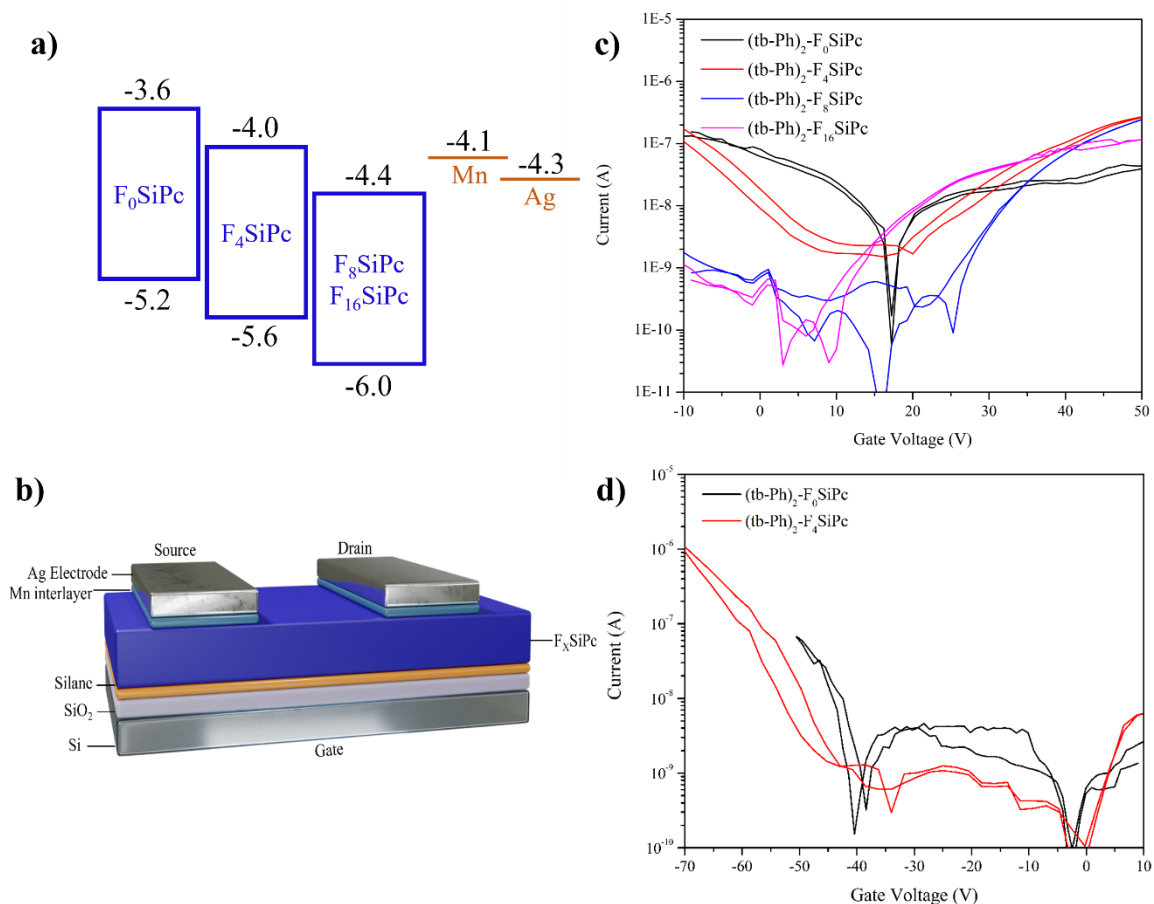 a)
-3.6
-4.0
-4.1
-4.3
-4.4
Mn
Ag
F₀SiPc
F₄SiPc
F₈SiPc
F₁₆SiPc
-5.2
-5.6
-6.0
b)
Source
Drain
Ag Electrode
Mn interlayer
FₓSiPc
Silane
SiO₂
Si
Gate
c)
(tb-Ph)₂-F₀SiPc
(tb-Ph)₂-F₄SiPc
(tb-Ph)₂-F₈SiPc
(tb-Ph)₂-F₁₆SiPc
1E-5
1E-6
1E-7
1E-8
1E-9
1E-10
1E-11
Current (A)
-10 0 10 20 30 40 50
Gate Voltage (V)
d)
(tb-Ph)₂-F₀SiPc
(tb-Ph)₂-F₄SiPc
10⁻⁵
10⁻⁶
10⁻⁷
10⁻⁸
10⁻⁹
10⁻¹⁰
Current (A)
-70 -60 -50 -40 -30 -20 -10 0 10
Gate Voltage (V)